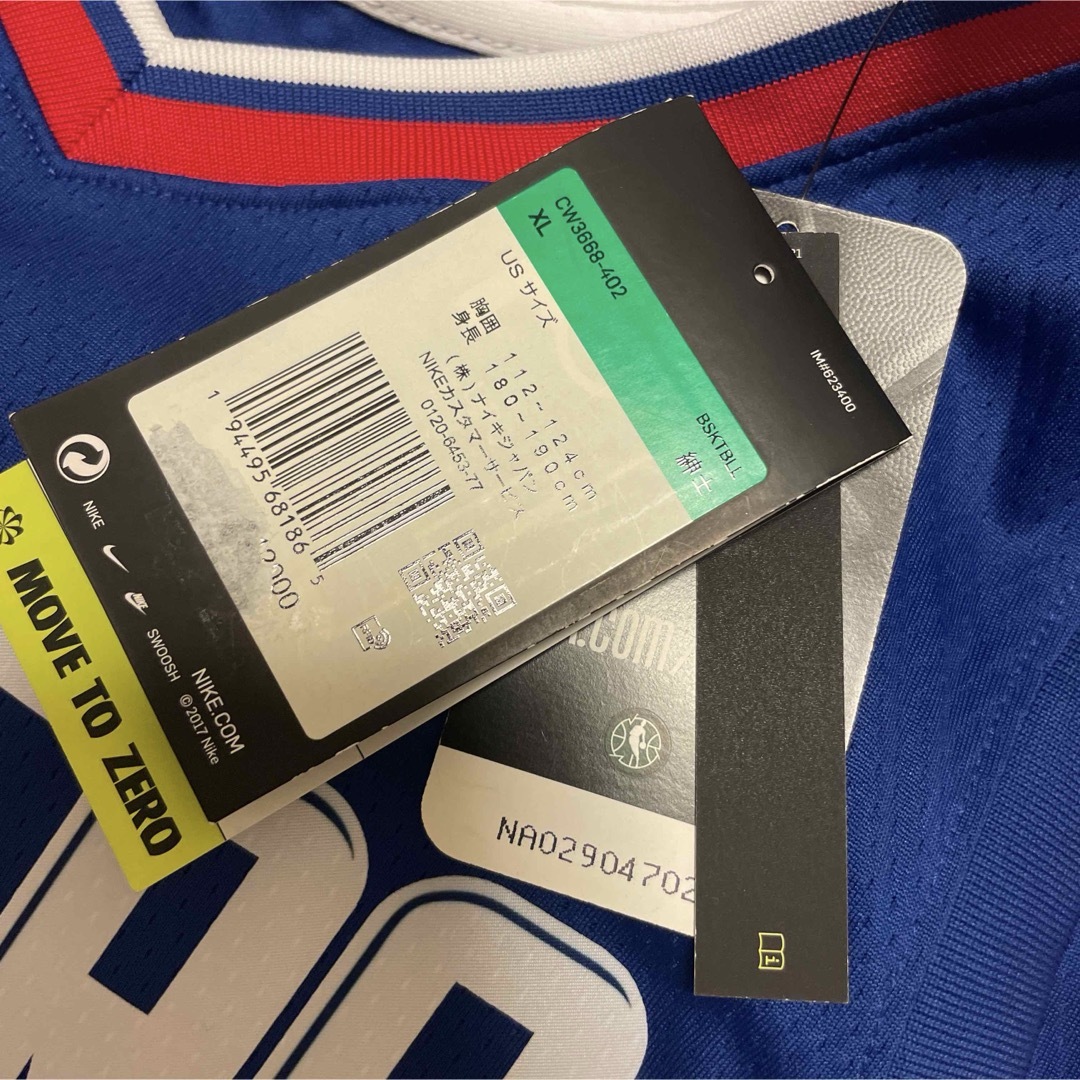 CW3668-402
XL
BSKTBLL
紳士
US サイズ
胸囲 112~124cm
身長 180~190cm
(株)ナイキジャパン
NIKEカスタマーサービス
0120-6453-77
1 94495 68186 5
IM#623400
NIKE
SWOOSH
NIKE.COM
© 2017 Nike
MOVE TO ZERO
.com
NA02904702
i